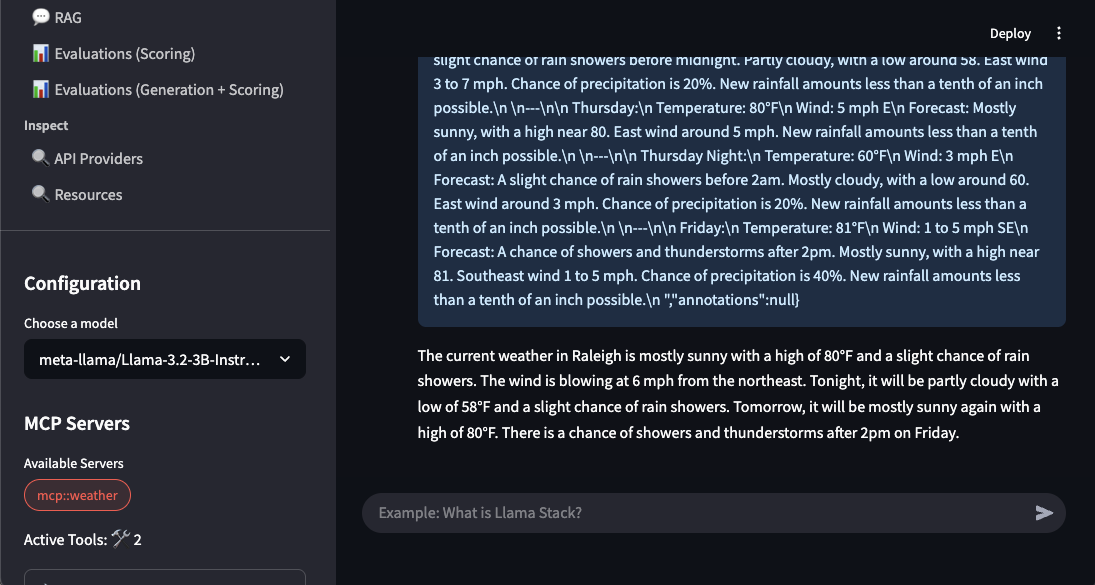 RAG
Evaluations (Scoring)
Evaluations (Generation + Scoring)
Inspect
API Providers
Resources
Configuration
Choose a model
meta-llama/Llama-3.2-3B-Instr...
MCP Servers
Available Servers
mcp::weather
Active Tools: 🛠 2
Deploy
slight chance of rain showers before midnight. Partly cloudy, with a low around 58. East wind
3 to 7 mph. Chance of precipitation is 20%. New rainfall amounts less than a tenth of an inch
possible.\n \n---\n\n Thursday:\n Temperature: 80°F\n Wind: 5 mph E\n Forecast: Mostly
sunny, with a high near 80. East wind around 5 mph. New rainfall amounts less than a tenth
of an inch possible.\n \n---\n\n Thursday Night:\n Temperature: 60°F\n Wind: 3 mph E\n
Forecast: A slight chance of rain showers before 2am. Mostly cloudy, with a low around 60.
East wind around 3 mph. Chance of precipitation is 20%. New rainfall amounts less than a
tenth of an inch possible.\n \n---\n\n Friday:\n Temperature: 81°F\n Wind: 1 to 5 mph SE\n
Forecast: A chance of showers and thunderstorms after 2pm. Mostly sunny, with a high near
81. Southeast wind 1 to 5 mph. Chance of precipitation is 40%. New rainfall amounts less
than a tenth of an inch possible.\n ","annotations":null}
The current weather in Raleigh is mostly sunny with a high of 80°F and a slight chance of rain
showers. The wind is blowing at 6 mph from the northeast. Tonight, it will be partly cloudy with a
low of 58°F and a slight chance of rain showers. Tomorrow, it will be mostly sunny again with a
high of 80°F. There is a chance of showers and thunderstorms after 2pm on Friday.
Example: What is Llama Stack?